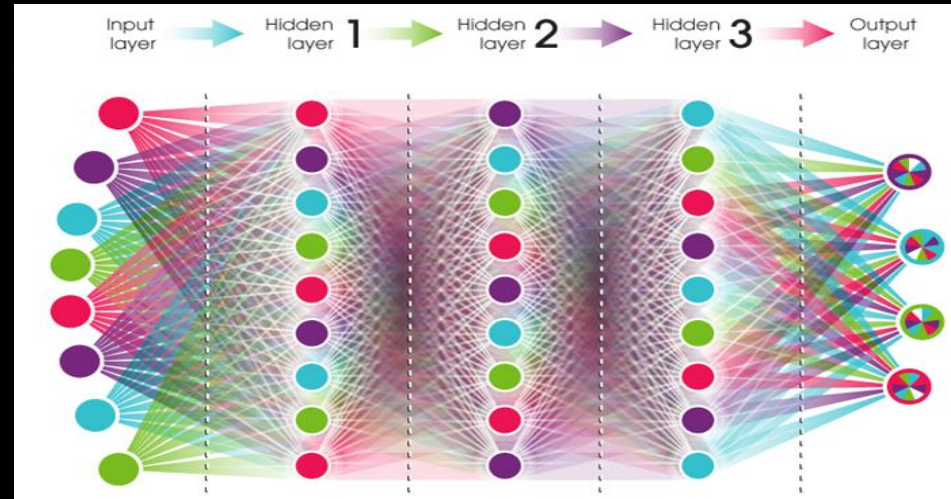 Input
layer
Hidden
layer 1
Hidden
layer 2
Hidden
layer 3
Output
layer